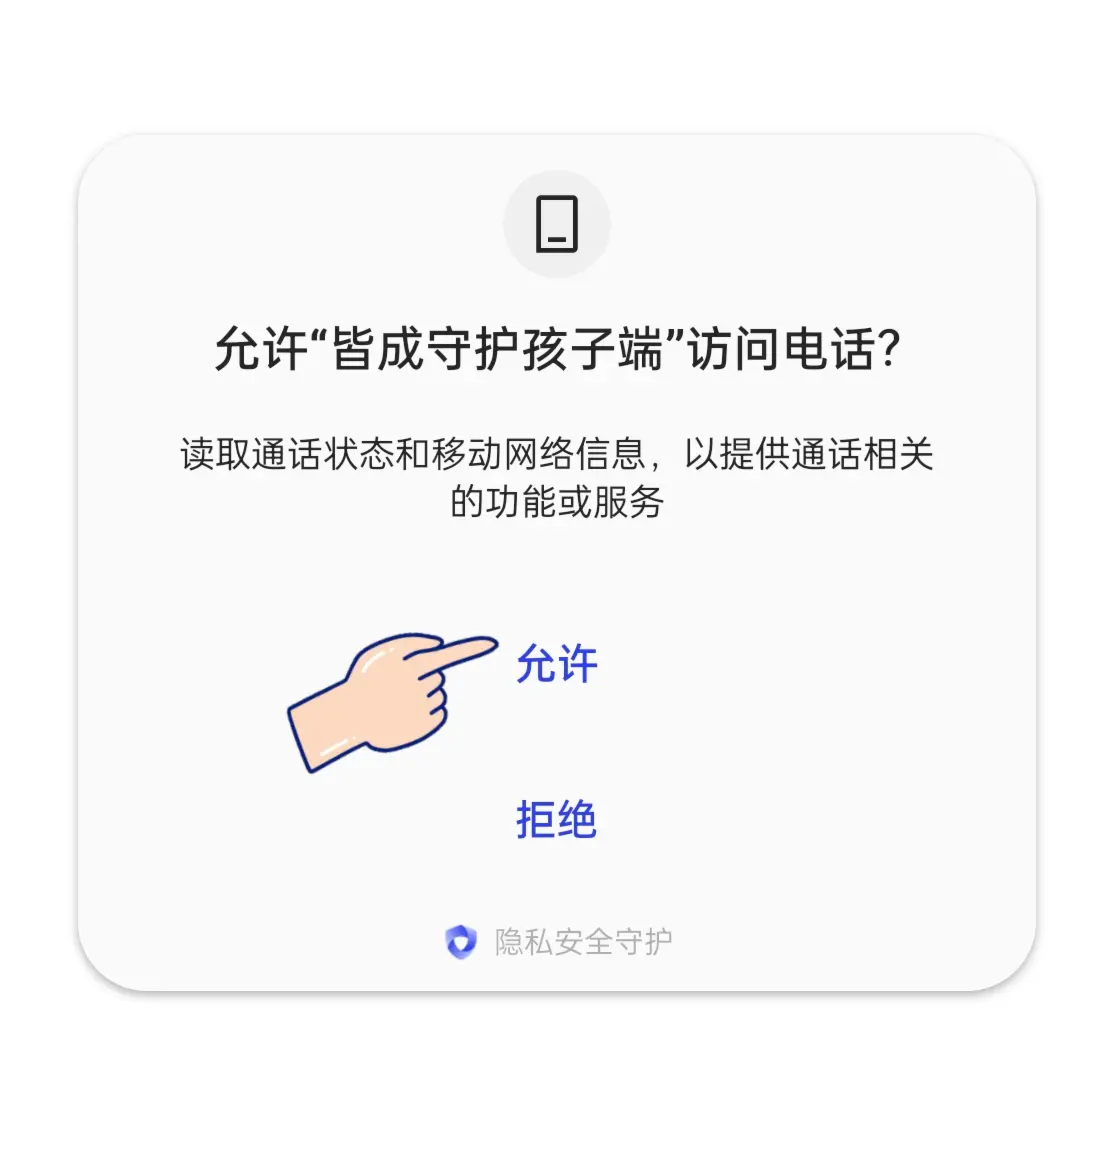 允许“皆成守护孩子端”访问电话?
读取通话状态和移动网络信息，以提供通话相关
的功能或服务
允许
拒绝
隐私安全守护